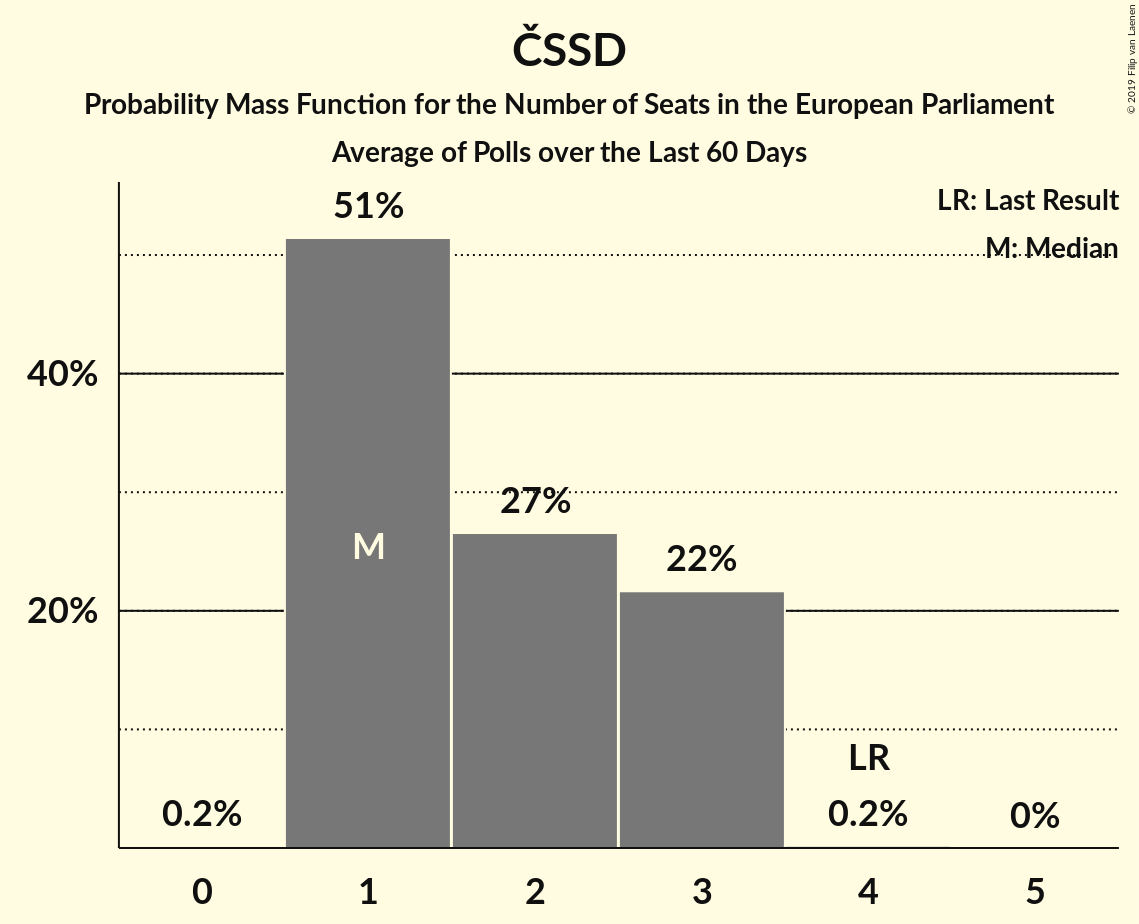 ČSSD
Probability Mass Function for the Number of Seats in the European Parliament
Average of Polls over the Last 60 Days
© 2019 Filip van Laenen
LR: Last Result
M: Median
51%
40%
27%
M
22%
20%
LR
0.2%
0.2%
0%
0 1 2 3 4 5